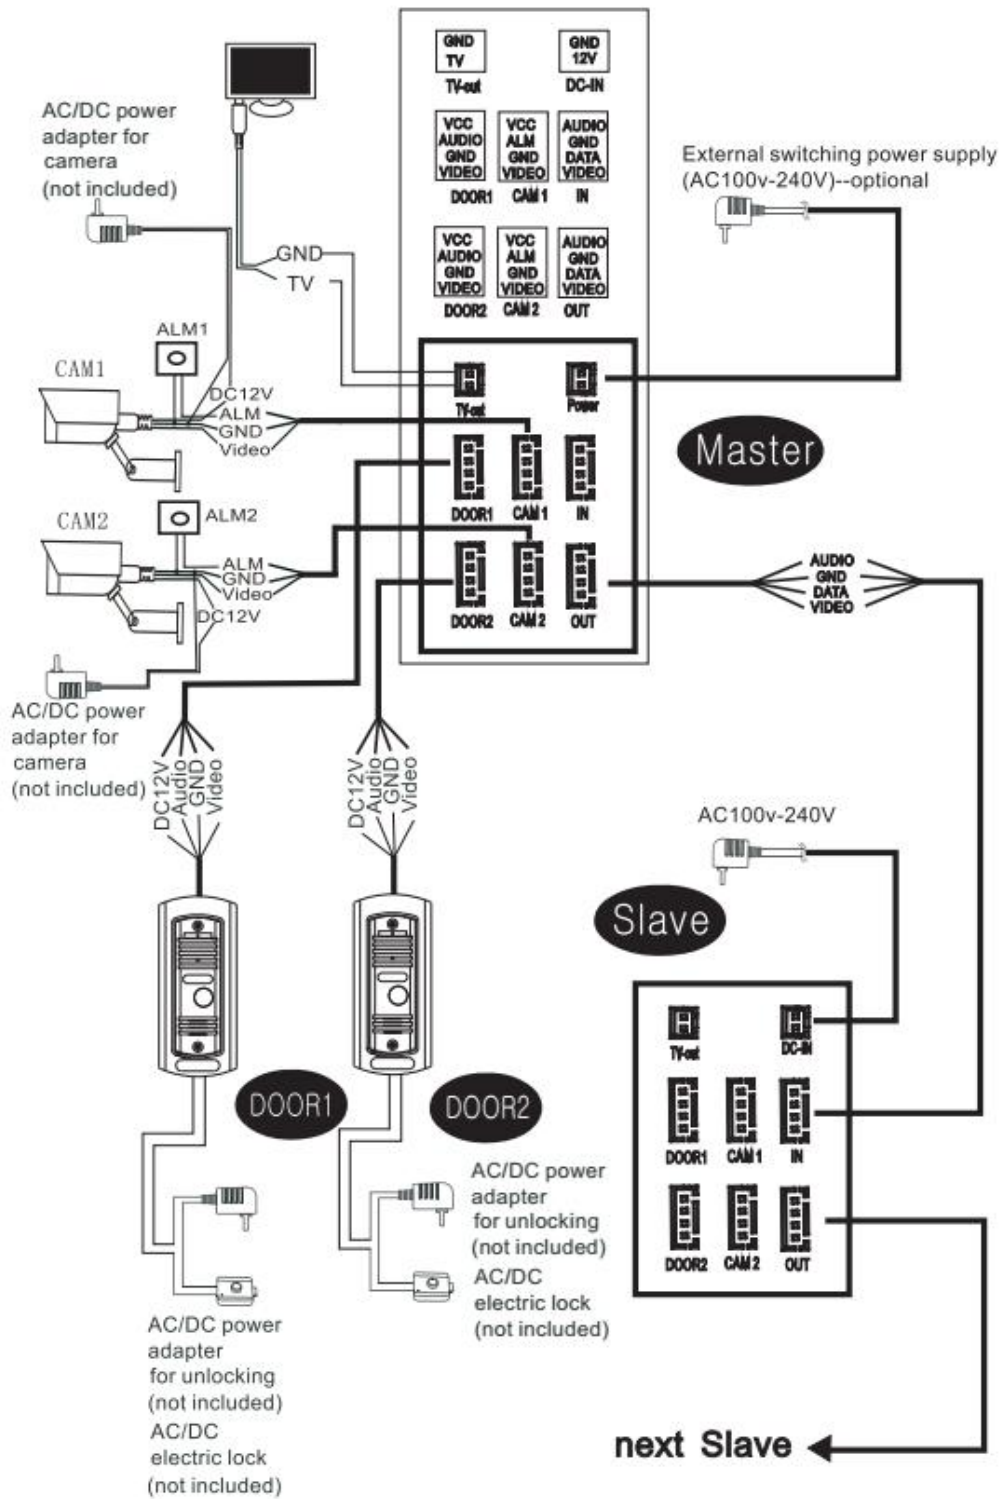 GND
TV
TV-out
GND
12V
DC-IN
AC/DC power
adapter for
camera
(not included)
VCC
AUDIO
GND
VIDEO
DOOR1
VCC
ALM
GND
VIDEO
CAM 1
AUDIO
GND
DATA
VIDEO
IN
External switching power supply
(AC100v-240V)--optional
VCC
AUDIO
GND
VIDEO
DOOR2
VCC
ALM
GND
VIDEO
CAM 2
AUDIO
GND
DATA
VIDEO
OUT
GND
TV
ALM1
CAM1
DC12V
ALM
GND
Video
TV-out
Power
Master
DOOR1
CAM 1
IN
ALM2
CAM2
ALM
GND
Video
DC12V
DOOR2
CAM 2
OUT
AUDIO
GND
DATA
VIDEO
AC/DC power
adapter for
camera
(not included)
DC12V
Audio
GND
Video
DC12V
Audio
GND
Video
AC100v-240V
Slave
TV-out
DC-IN
DOOR1
CAM 1
IN
DOOR2
CAM 2
OUT
DOOR1
DOOR2
AC/DC power
adapter
for unlocking
(not included)
AC/DC
electric lock
(not included)
AC/DC power
adapter
for unlocking
(not included)
AC/DC
electric lock
(not included)
next Slave